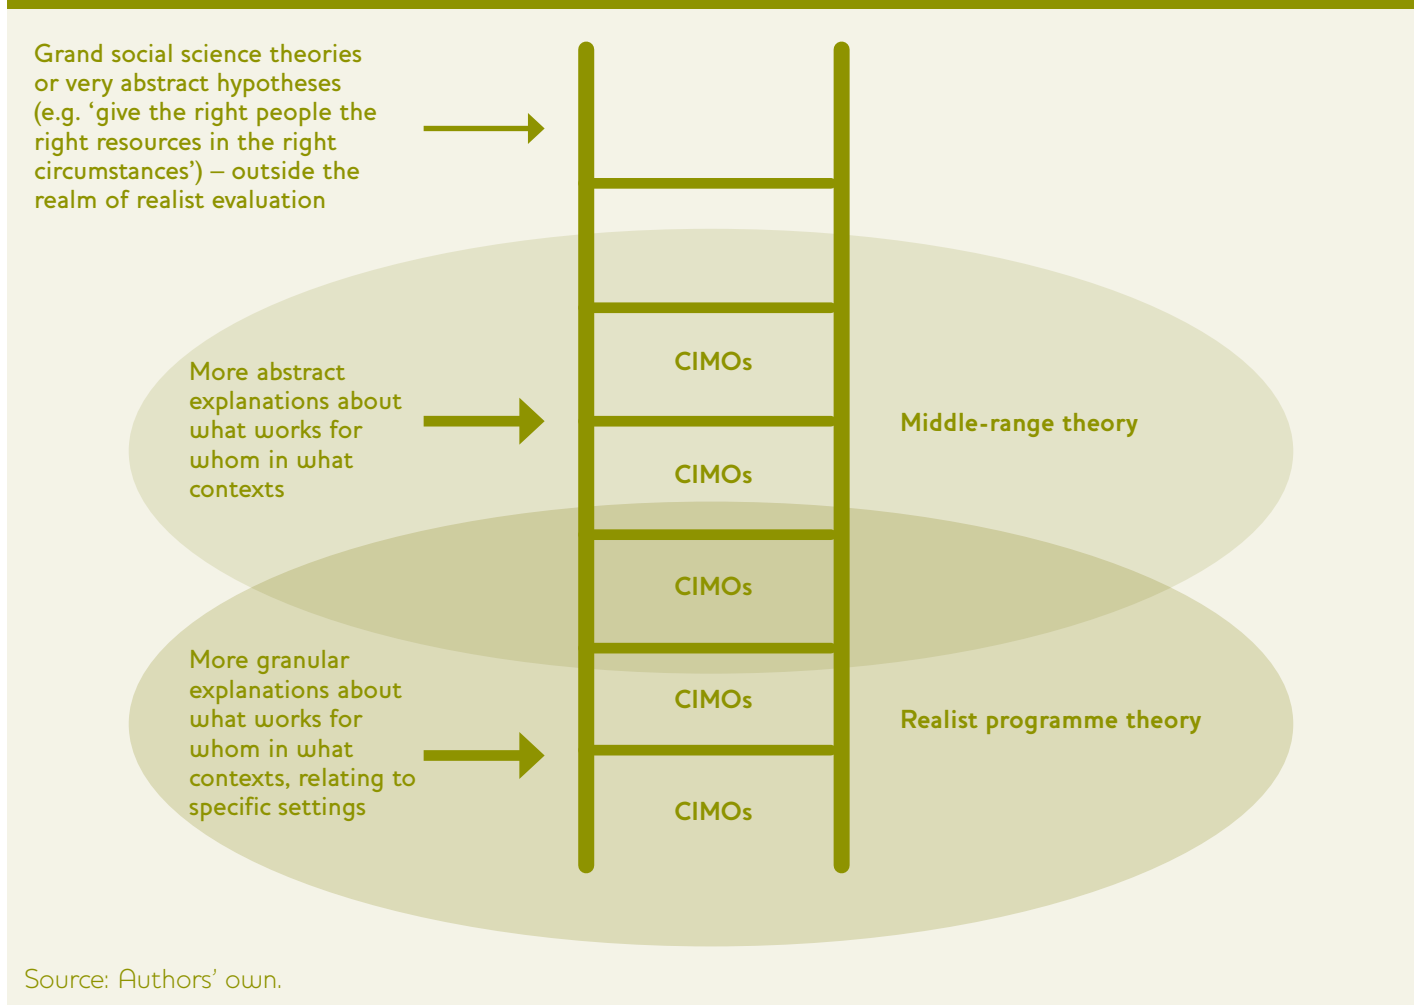 Grand social science theories
or very abstract hypotheses
(e.g. ‘give the right people the
right resources in the right
circumstances’) – outside the
realm of realist evaluation
CIMOs
More abstract
explanations about
what works for
whom in what
contexts
Middle-range theory
CIMOs
CIMOs
More granular
explanations about
what works for
whom in what
contexts, relating to
specific settings
CIMOs
Realist programme theory
CIMOs
Source: Authors’ own.